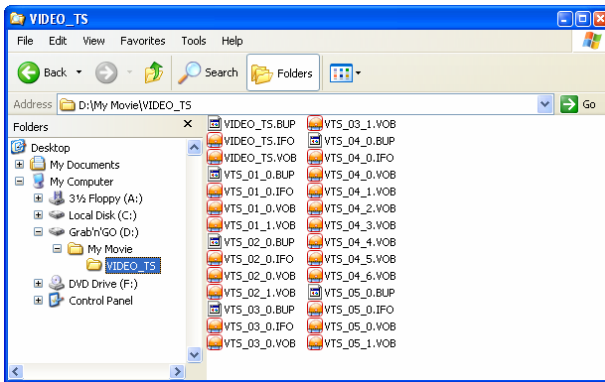 VIDEO_TS
File Edit View Favorites Tools Help
Back Search Folders
Address D:\My Movie\VIDEO_TS Go
Folders
Desktop
My Documents
My Computer
3½ Floppy (A:)
Local Disk (C:)
Grab'n'GO (D:)
My Movie
VIDEO_TS
DVD Drive (F:)
Control Panel
VIDEO_TS.BUP
VIDEO_TS.IFO
VIDEO_TS.VOB
VTS_01_0.BUP
VTS_01_0.IFO
VTS_01_0.VOB
VTS_01_1.VOB
VTS_02_0.BUP
VTS_02_0.IFO
VTS_02_0.VOB
VTS_02_1.VOB
VTS_03_0.BUP
VTS_03_0.IFO
VTS_03_0.VOB
VTS_03_1.VOB
VTS_04_0.BUP
VTS_04_0.IFO
VTS_04_0.VOB
VTS_04_1.VOB
VTS_04_2.VOB
VTS_04_3.VOB
VTS_04_4.VOB
VTS_04_5.VOB
VTS_04_6.VOB
VTS_05_0.BUP
VTS_05_0.IFO
VTS_05_0.VOB
VTS_05_1.VOB